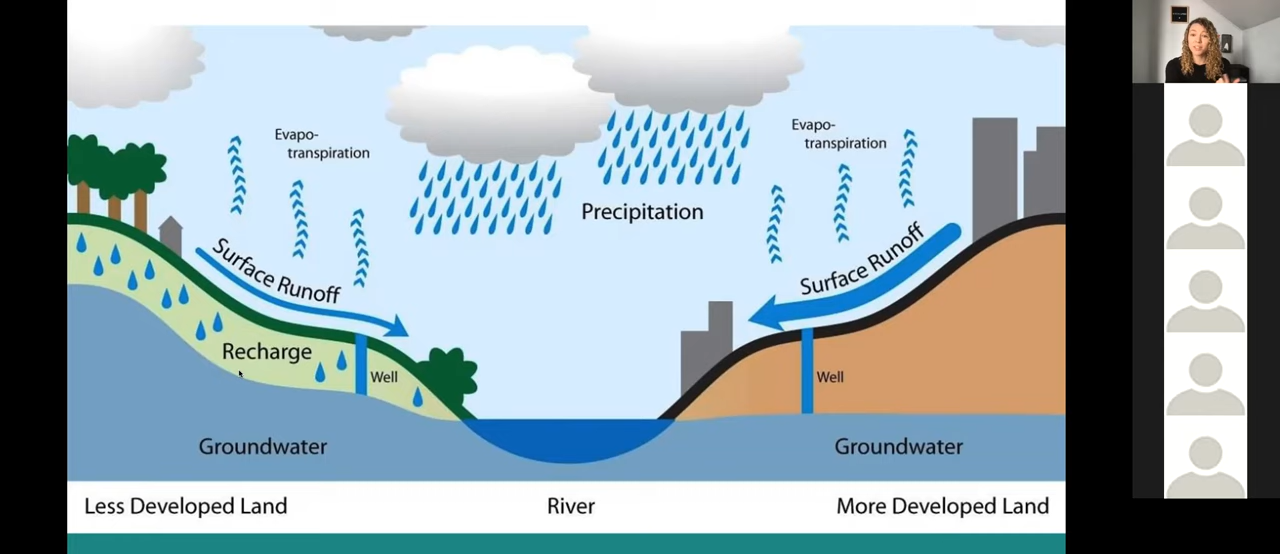 Evapo-
transpiration
Evapo-
transpiration
Precipitation
Surface Runoff
Surface Runoff
Recharge
Well
Well
Groundwater
Groundwater
Less Developed Land
River
More Developed Land